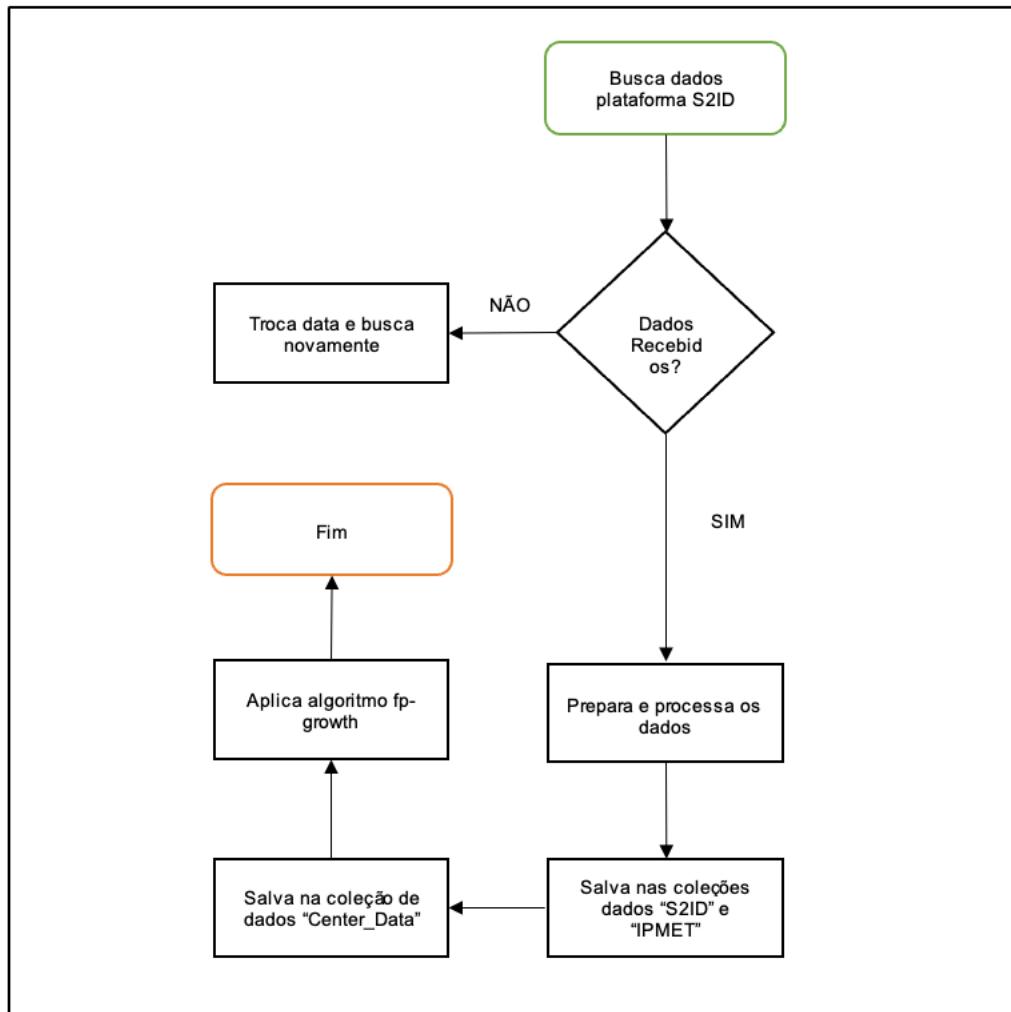 Busca dados
plataforma S2ID
NÃO
Troca data e busca
novamente
Dados
Recebid
os?
SIM
Fim
Aplica algoritmo fp-
growth
Prepara e processa os
dados
Salva na coleção de
dados “Center_Data”
Salva nas coleções
dados “S2ID” e
“IPMET”